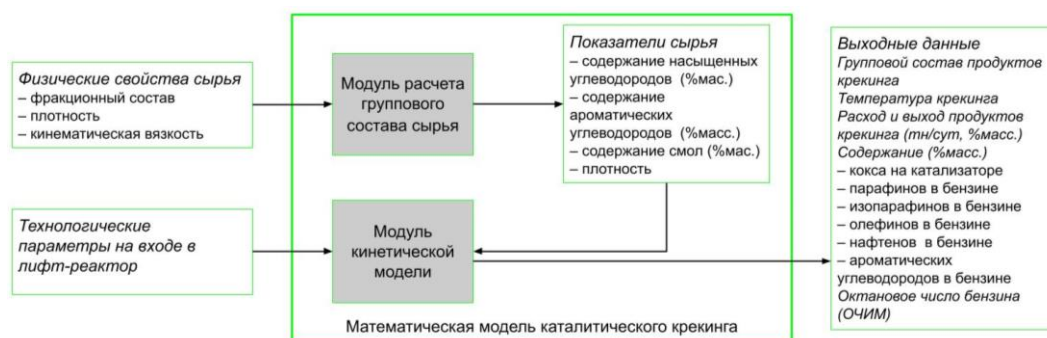 Физические свойства сырья
– фракционный состав
– плотность
– кинематическая вязкость
Модуль расчета
группового
состава сырья
Показатели сырья
– содержание насыщенных
углеводородов (%мас.)
– содержание
ароматических
углеводородов (%масс.)
– содержание смол (%мас.)
– плотность
Технологические
параметры на входе в
лифт-реактор
Модуль
кинетической
модели
Математическая модель каталитического крекинга
Выходные данные
Групповой состав продуктов
крекинга
Температура крекинга
Расход и выход продуктов
крекинга (тн/сут, %масс.)
Содержание (%масс.)
– кокса на катализаторе
– парафинов в бензине
– изопарафинов в бензине
– олефинов в бензине
– нафтенов в бензине
– ароматических
углеводородов в бензине
Октановое число бензина
(ОЧИМ)